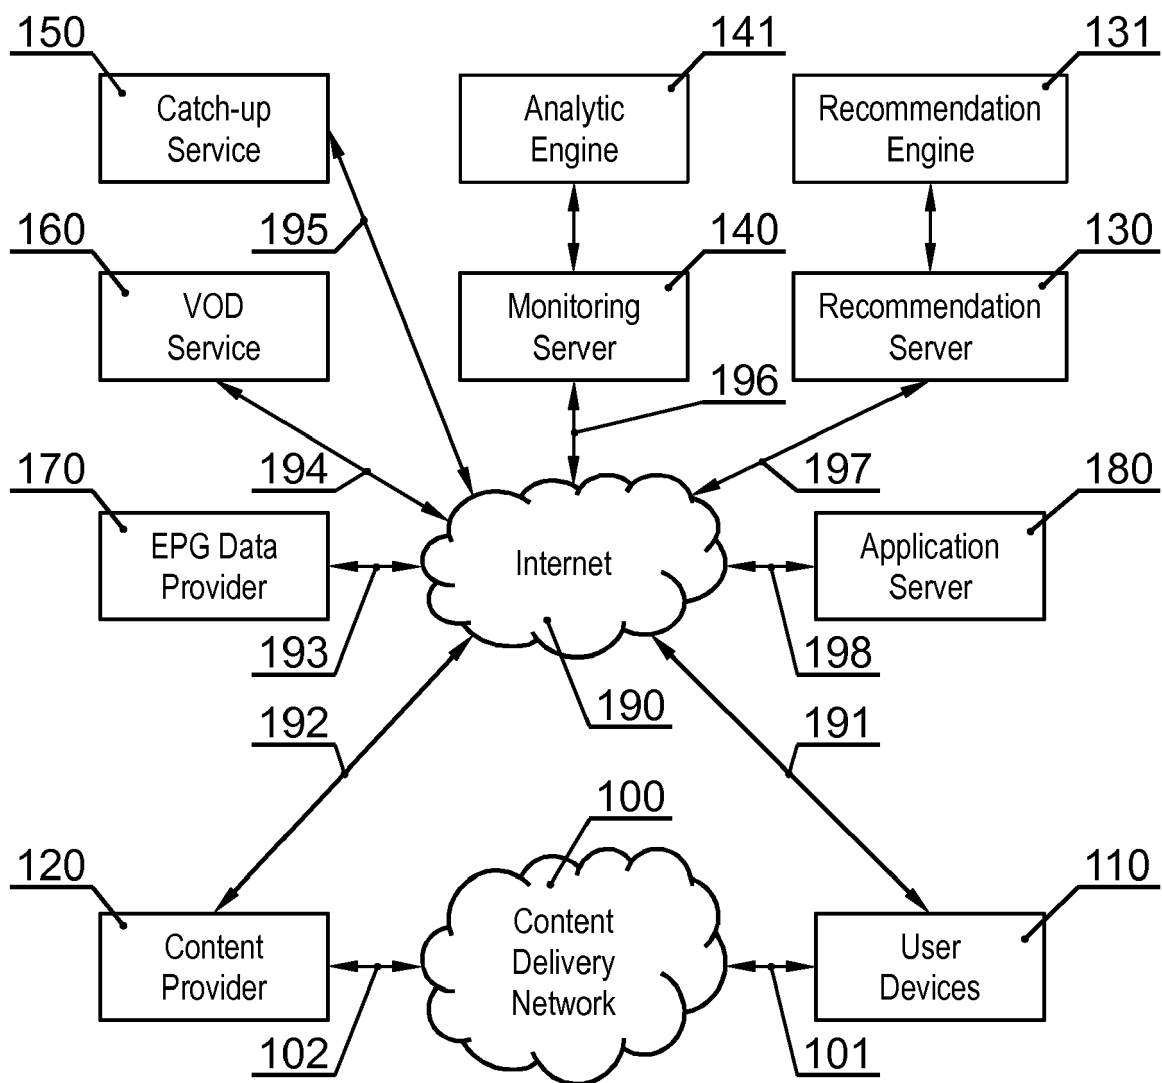 150
141
131
Catch-up
Service
Analytic
Engine
Recommendation
Engine
160
195
140
130
VOD
Service
Monitoring
Server
Recommendation
Server
196
170
194
197
180
EPG Data
Provider
Internet
Application
Server
193
198
192
190
191
100
120
110
Content
Provider
Content
Delivery
Network
User
Devices
102
101